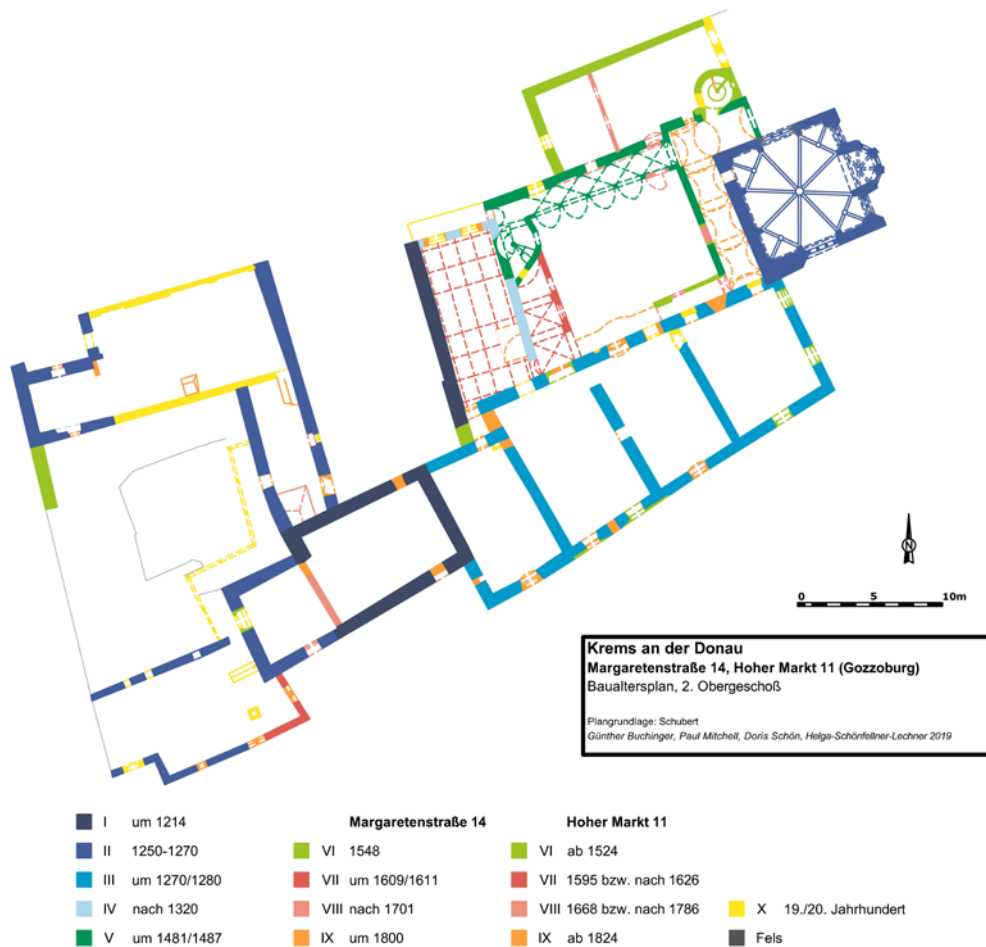 N
0 5 10m
Krems an der Donau
Margaretenstraße 14, Hoher Markt 11 (Gozzoburg)
Baualtersplan, 2. Obergeschoß
Plangrundlage: Schubert
Günther Buchinger, Paul Mitchell, Doris Schön, Helga-Schönfellner-Lechner 2019
I um 1214 Margaretenstraße 14 Hoher Markt 11
II 1250-1270 VI 1548 VI ab 1524
III um 1270/1280 VII um 1609/1611 VII 1595 bzw. nach 1626
IV nach 1320 VIII nach 1701 VIII 1668 bzw. nach 1786 X 19./20. Jahrhundert
V um 1481/1487 IX um 1800 IX ab 1824 Fels